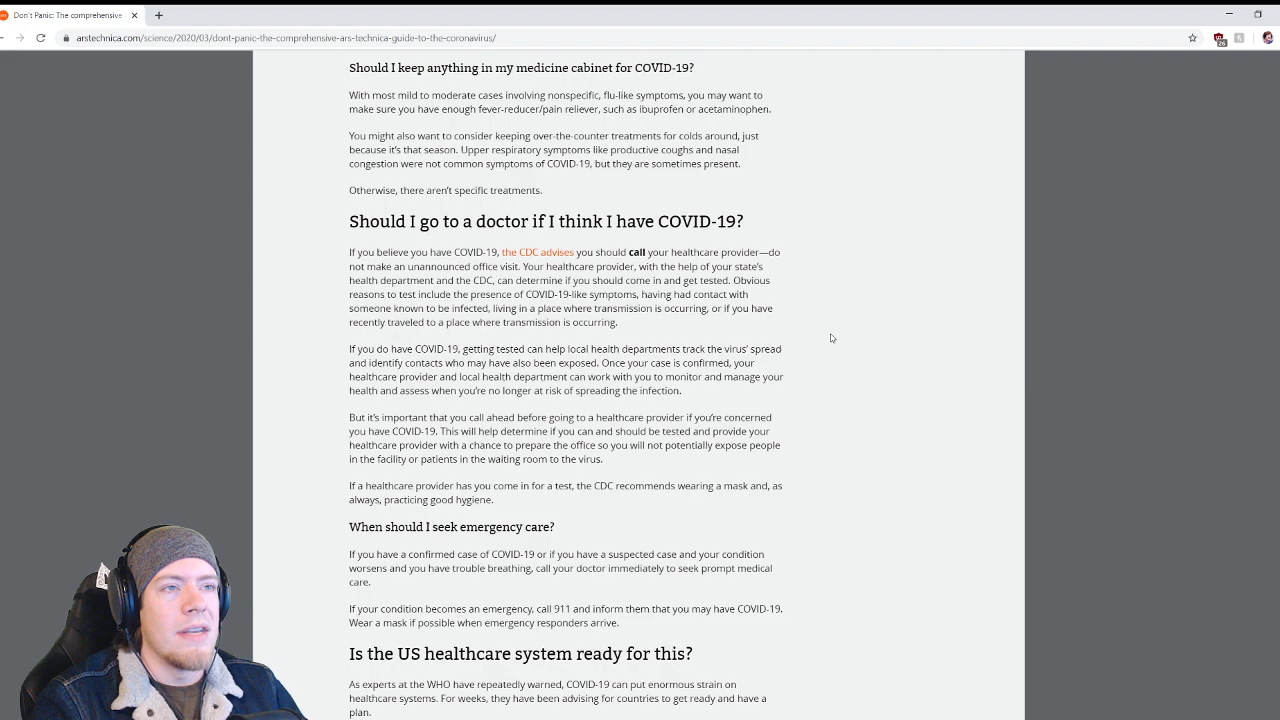 Don't Panic: The comprehensive
arstechnica.com/science/2020/03/dont-panic-the-comprehensive-ars-technica-guide-to-the-coronavirus/
26
Should I keep anything in my medicine cabinet for COVID-19?
With most mild to moderate cases involving nonspecific, flu-like symptoms, you may want to
make sure you have enough fever-reducer/pain reliever, such as ibuprofen or acetaminophen.
You might also want to consider keeping over-the-counter treatments for colds around, just
because it's that season. Upper respiratory symptoms like productive coughs and nasal
congestion were not common symptoms of COVID-19, but they are sometimes present.
Otherwise, there aren't specific treatments.
Should I go to a doctor if I think I have COVID-19?
If you believe you have COVID-19, the CDC advises you should call your healthcare provider—do
not make an unannounced office visit. Your healthcare provider, with the help of your state's
health department and the CDC, can determine if you should come in and get tested. Obvious
reasons to test include the presence of COVID-19-like symptoms, having had contact with
someone known to be infected, living in a place where transmission is occurring, or if you have
recently traveled to a place where transmission is occurring.
If you do have COVID-19, getting tested can help local health departments track the virus' spread
and identify contacts who may have also been exposed. Once your case is confirmed, your
healthcare provider and local health department can work with you to monitor and manage your
health and assess when you're no longer at risk of spreading the infection.
But it's important that you call ahead before going to a healthcare provider if you're concerned
you have COVID-19. This will help determine if you can and should be tested and provide your
healthcare provider with a chance to prepare the office so you will not potentially expose people
in the facility or patients in the waiting room to the virus.
If a healthcare provider has you come in for a test, the CDC recommends wearing a mask and, as
always, practicing good hygiene.
When should I seek emergency care?
If you have a confirmed case of COVID-19 or if you have a suspected case and your condition
worsens and you have trouble breathing, call your doctor immediately to seek prompt medical
care.
If your condition becomes an emergency, call 911 and inform them that you may have COVID-19.
Wear a mask if possible when emergency responders arrive.
Is the US healthcare system ready for this?
As experts at the WHO have repeatedly warned, COVID-19 can put enormous strain on
healthcare systems. For weeks, they have been advising for countries to get ready and have a
plan.